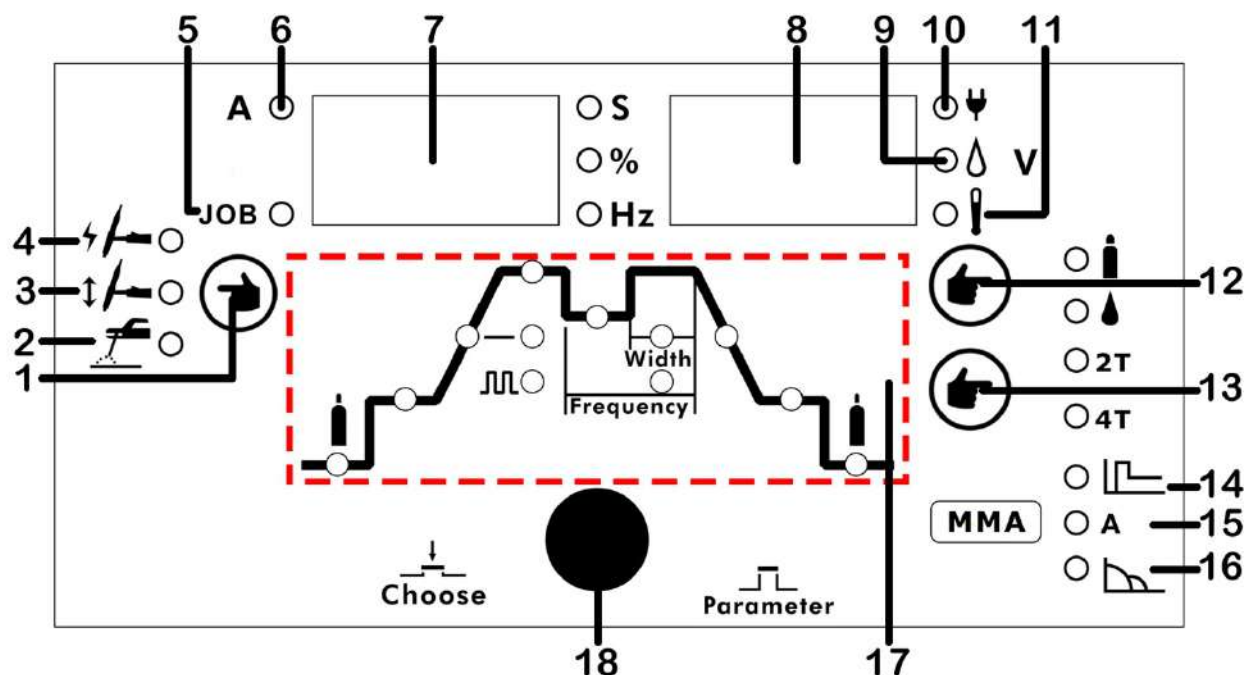 5 6 7 8 9 10 11
A S
% V
JOB Hz
4
3 12
2 Width 2T
1 13
Frequency 4T
14
MMA A 15
16
Choose Parameter
18 17